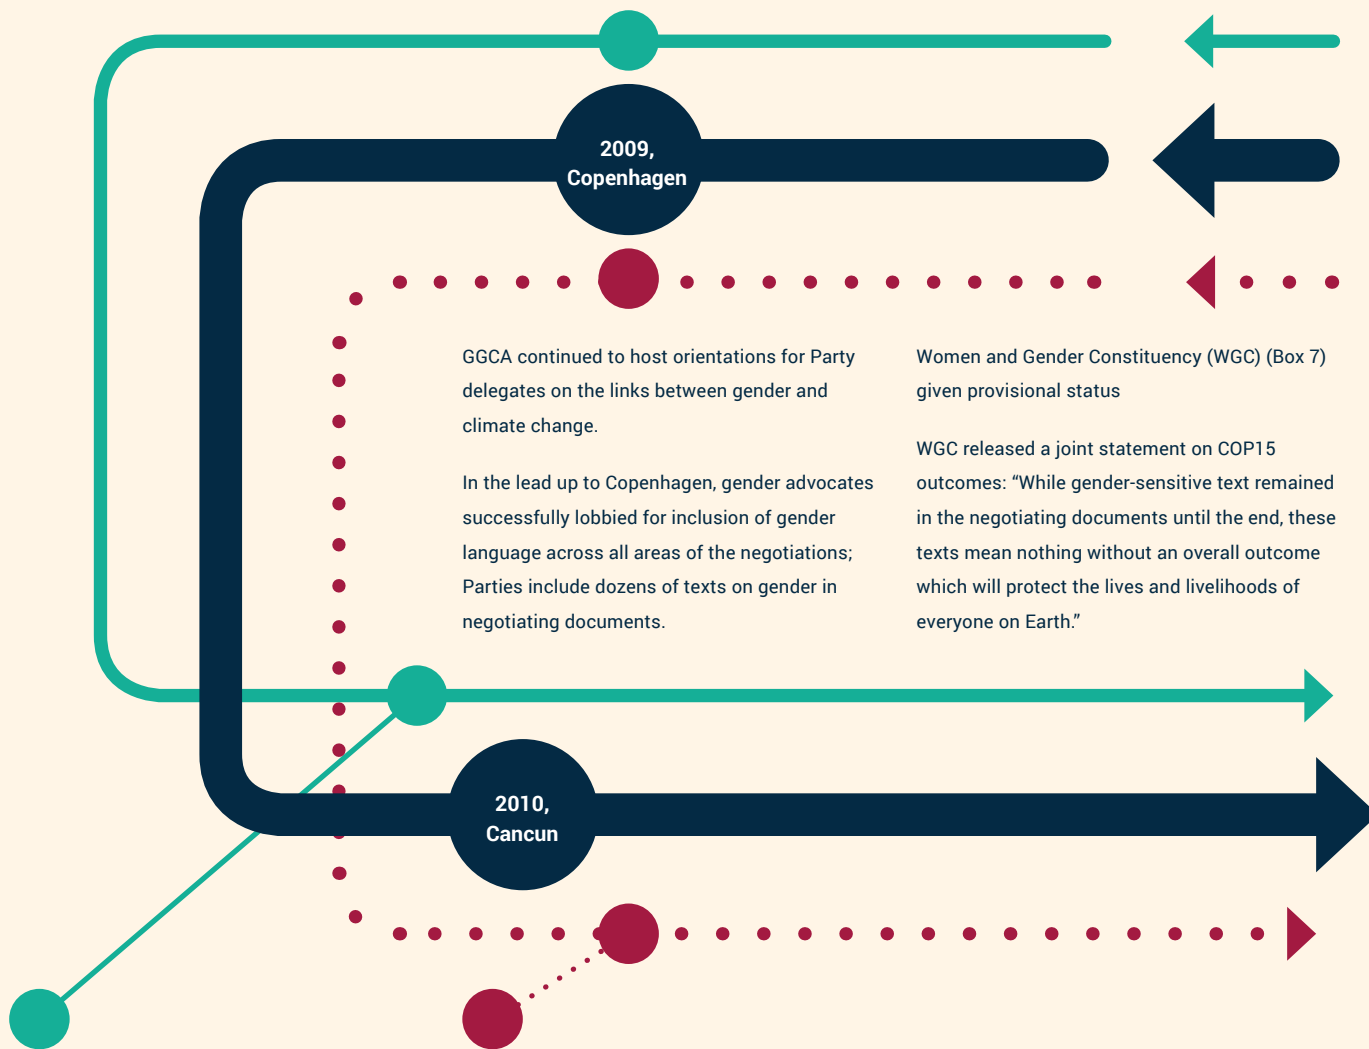 2009,
Copenhagen
GGCA continued to host orientations for Party
delegates on the links between gender and
climate change.
In the lead up to Copenhagen, gender advocates
successfully lobbied for inclusion of gender
language across all areas of the negotiations;
Parties include dozens of texts on gender in
negotiating documents.
Women and Gender Constituency (WGC) (Box 7)
given provisional status
WGC released a joint statement on COP15
outcomes: “While gender-sensitive text remained
in the negotiating documents until the end, these
texts mean nothing without an overall outcome
which will protect the lives and livelihoods of
everyone on Earth.”
2010,
Cancun